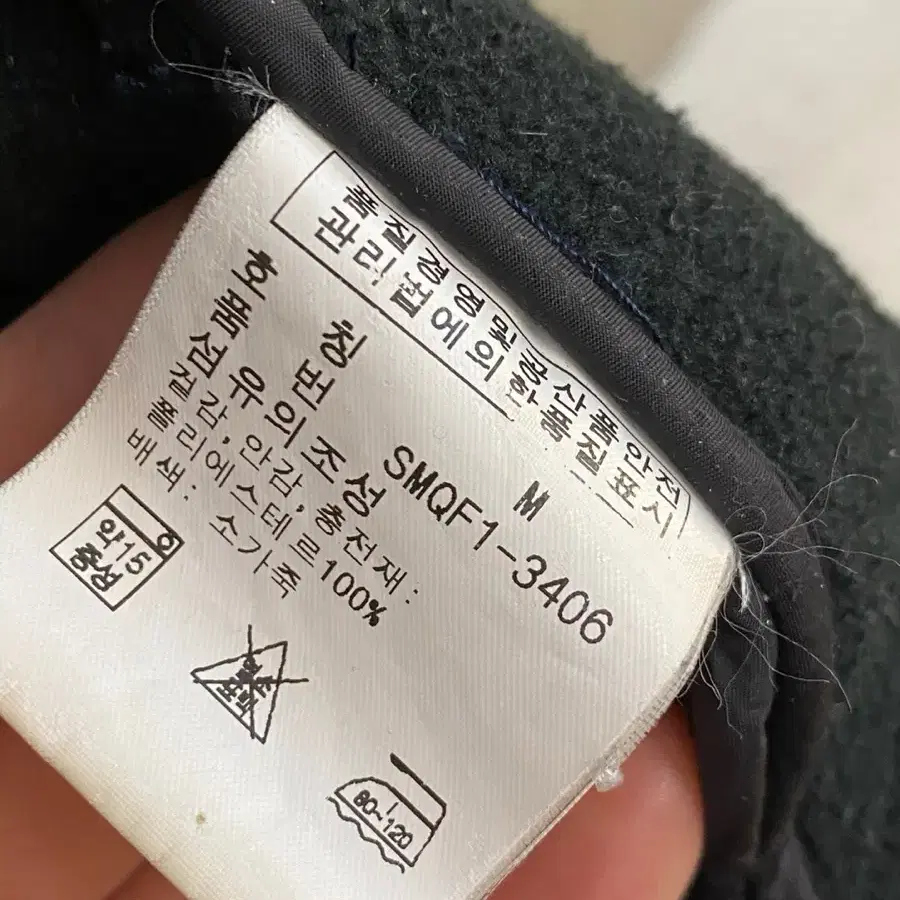 품질경영및공산품안전
관리법에의한품질표시
호 칭 M
품 번 SMQF1-3406
섬유의조성
겉감,안감,충전재:
폴리에스테르100%
배색: 소가죽
약15
중성
80~120